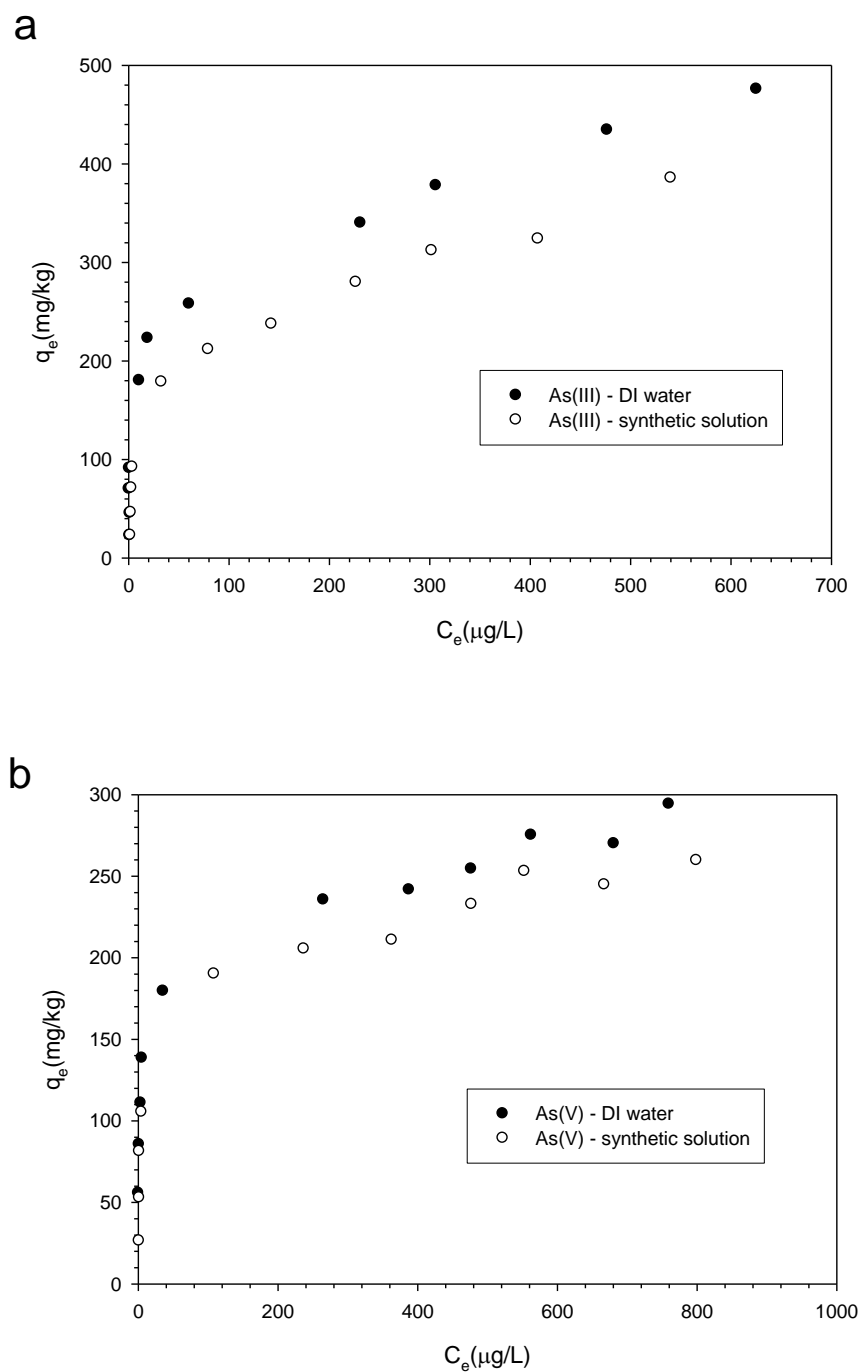 a
500
400
300
200
100
0
q_e(mg/kg)
As(III) - DI water
As(III) - synthetic solution
0 100 200 300 400 500 600 700
C_e(μg/L)
b
300
250
200
150
100
50
0
q_e(mg/kg)
As(V) - DI water
As(V) - synthetic solution
0 200 400 600 800 1000
C_e(μg/L)